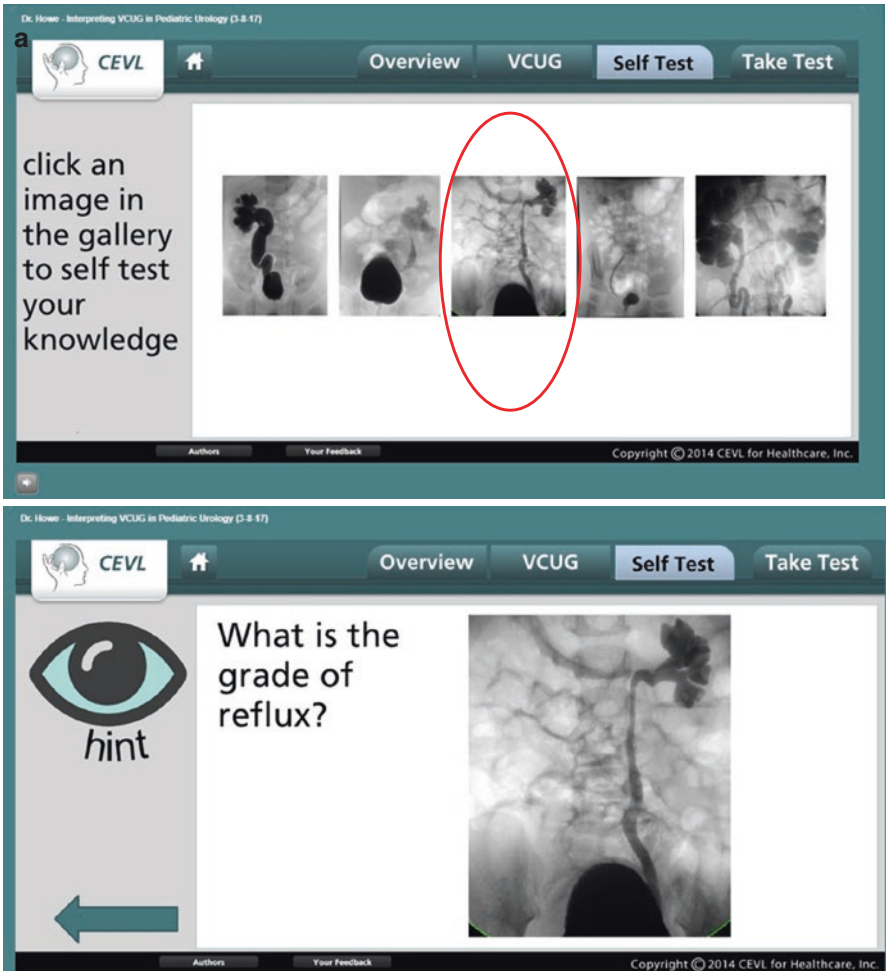 Dr. Howe - Interpreting VCUG in Pediatric Urology (3-8-17)
a
CEVL
Overview
VCUG
Self Test
Take Test
click an
image in
the gallery
to self test
your
knowledge
Authors
Your Feedback
Copyright © 2014 CEVL for Healthcare, Inc.
Dr. Howe - Interpreting VCUG in Pediatric Urology (3-8-17)
CEVL
Overview
VCUG
Self Test
Take Test
hint
What is the
grade of
reflux?
Authors
Your Feedback
Copyright © 2014 CEVL for Healthcare, Inc.